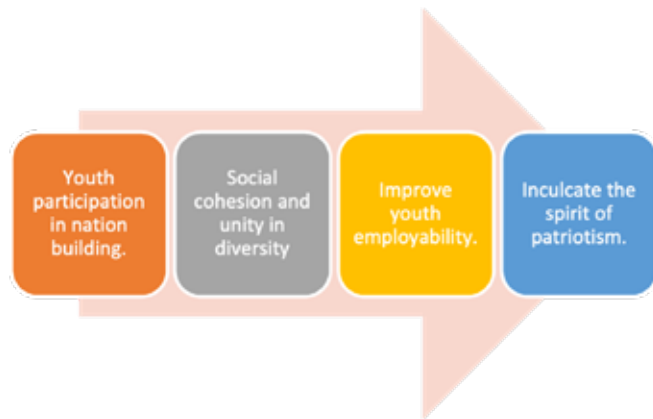 Youth
participation
in nation
building.
Social
cohesion and
unity in
diversity
Improve
youth
employability.
Inculcate the
spirit of
patriotism.